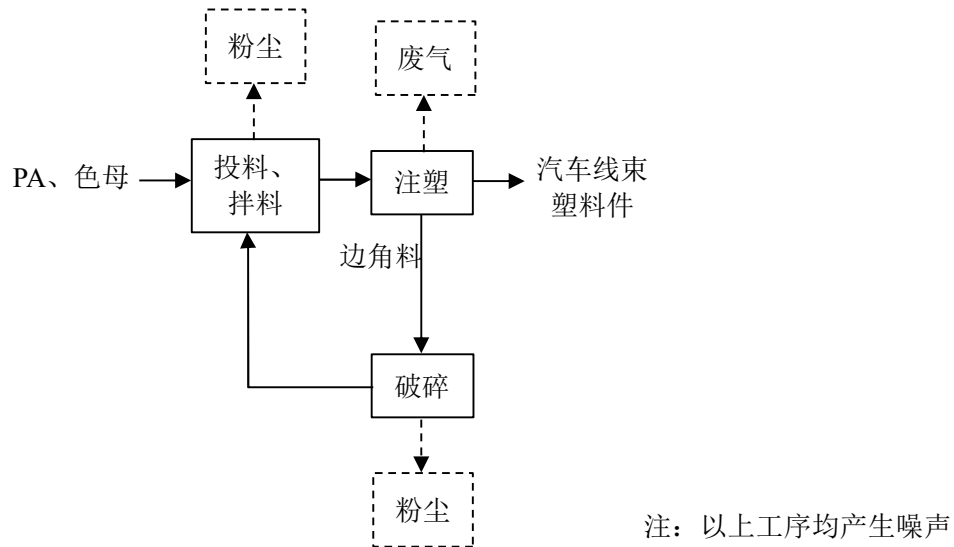 粉尘
废气
PA、色母
投料、
拌料
注塑
汽车线束
塑料件
边角料
破碎
粉尘
注：以上工序均产生噪声